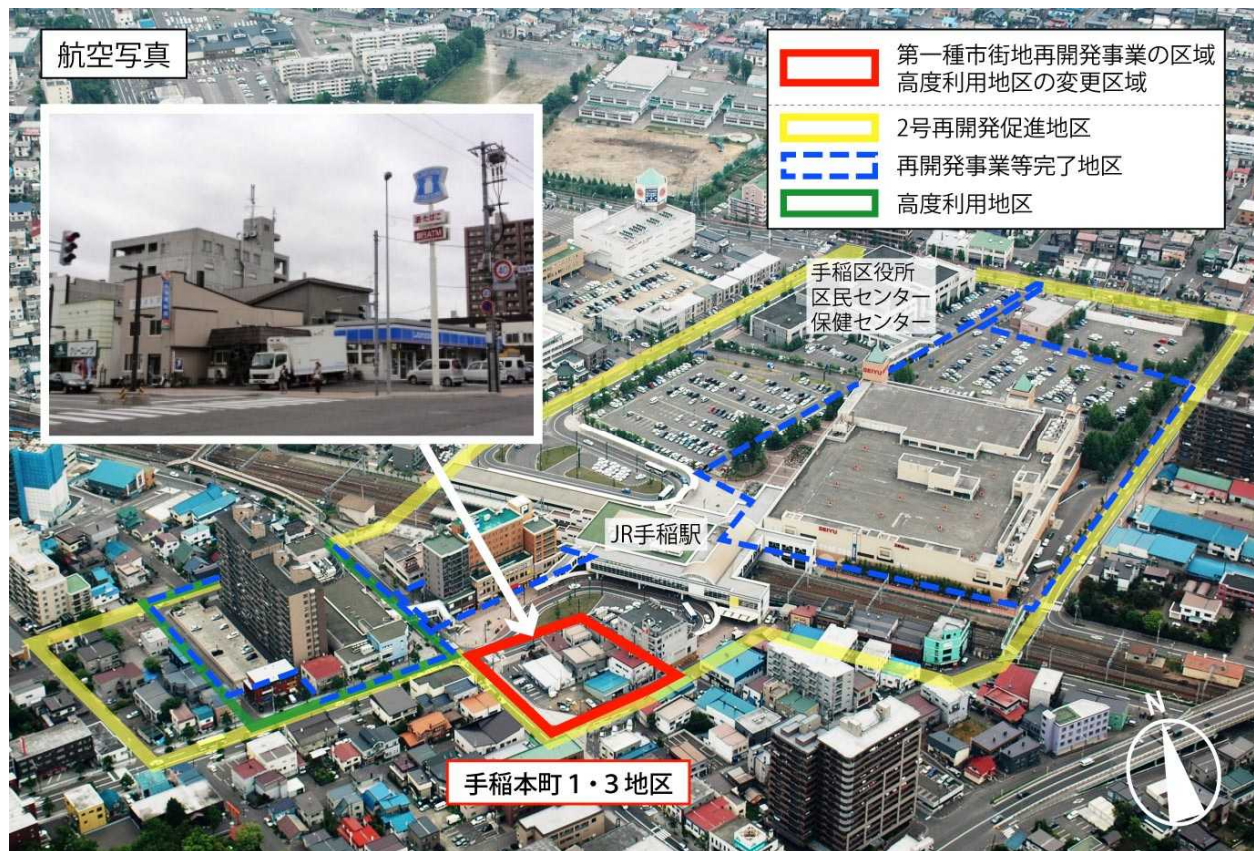 航空写真
第一種市街地再開発事業の区域
高度利用地区の変更区域
2号再開発促進地区
再開発事業等完了地区
高度利用地区
手稲区役所
区民センター
保健センター
SEIYU
SEIYU
JR手稲駅
手稲本町1・3地区
N
40